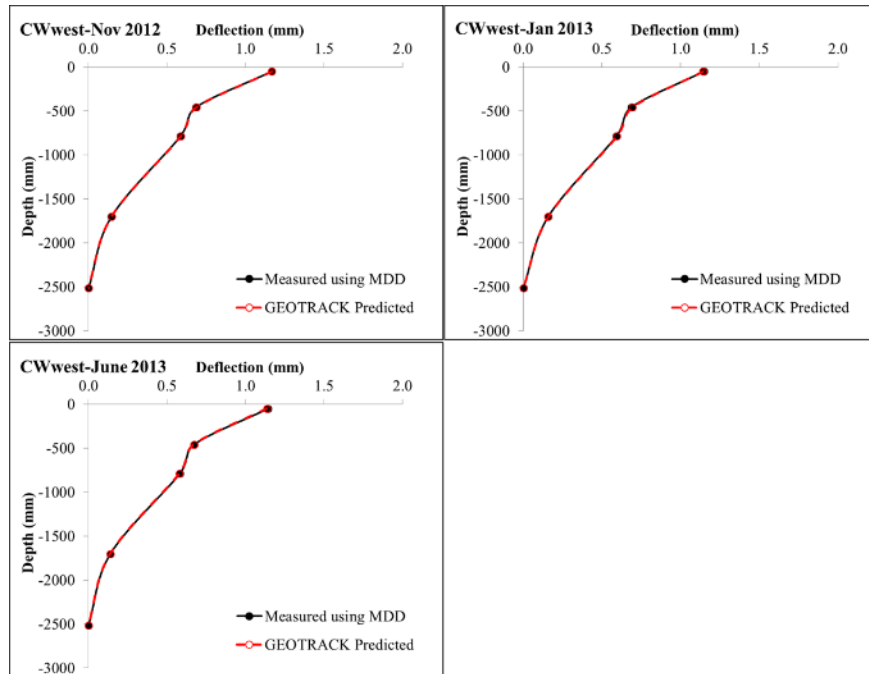 CWwest-Nov 2012 Deflection (mm)
0.0 0.5 1.0 1.5 2.0
0
-500
-1000
-1500
-2000
-2500
-3000
Depth (mm)
Measured using MDD
GEOTRACK Predicted
CWwest-Jan 2013 Deflection (mm)
0.0 0.5 1.0 1.5 2.0
0
-500
-1000
-1500
-2000
-2500
-3000
Depth (mm)
Measured using MDD
GEOTRACK Predicted
CWwest-June 2013 Deflection (mm)
0.0 0.5 1.0 1.5 2.0
0
-500
-1000
-1500
-2000
-2500
-3000
Depth (mm)
Measured using MDD
GEOTRACK Predicted